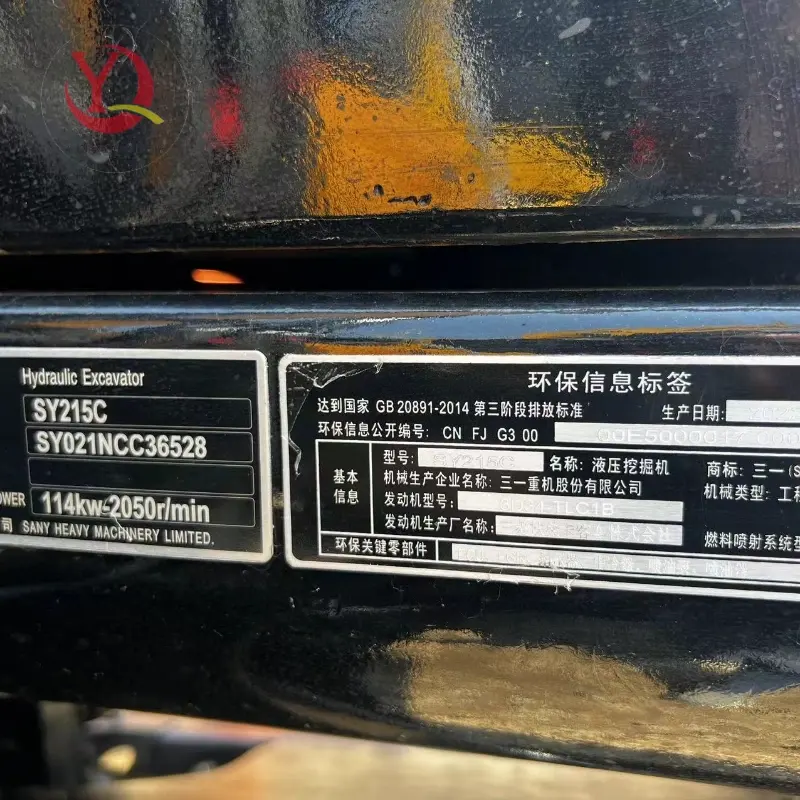 Hydraulic Excavator
SY215C
SY021NCC36528
OWER 114kw-2050r/min
司 SANY HEAVY MACHINERY LIMITED.
环保信息标签
达到国家 GB 20891-2014 第三阶段排放标准 生产日期:
环保信息公开编号: CN FJ G3 00
基本信息
型号: 名称: 液压挖掘机 商标: 三一(S
机械生产企业名称: 三一重机股份有限公司 机械类型: 工程
发动机型号:
发动机生产厂名称: 燃料喷射系统型
环保关键零部件